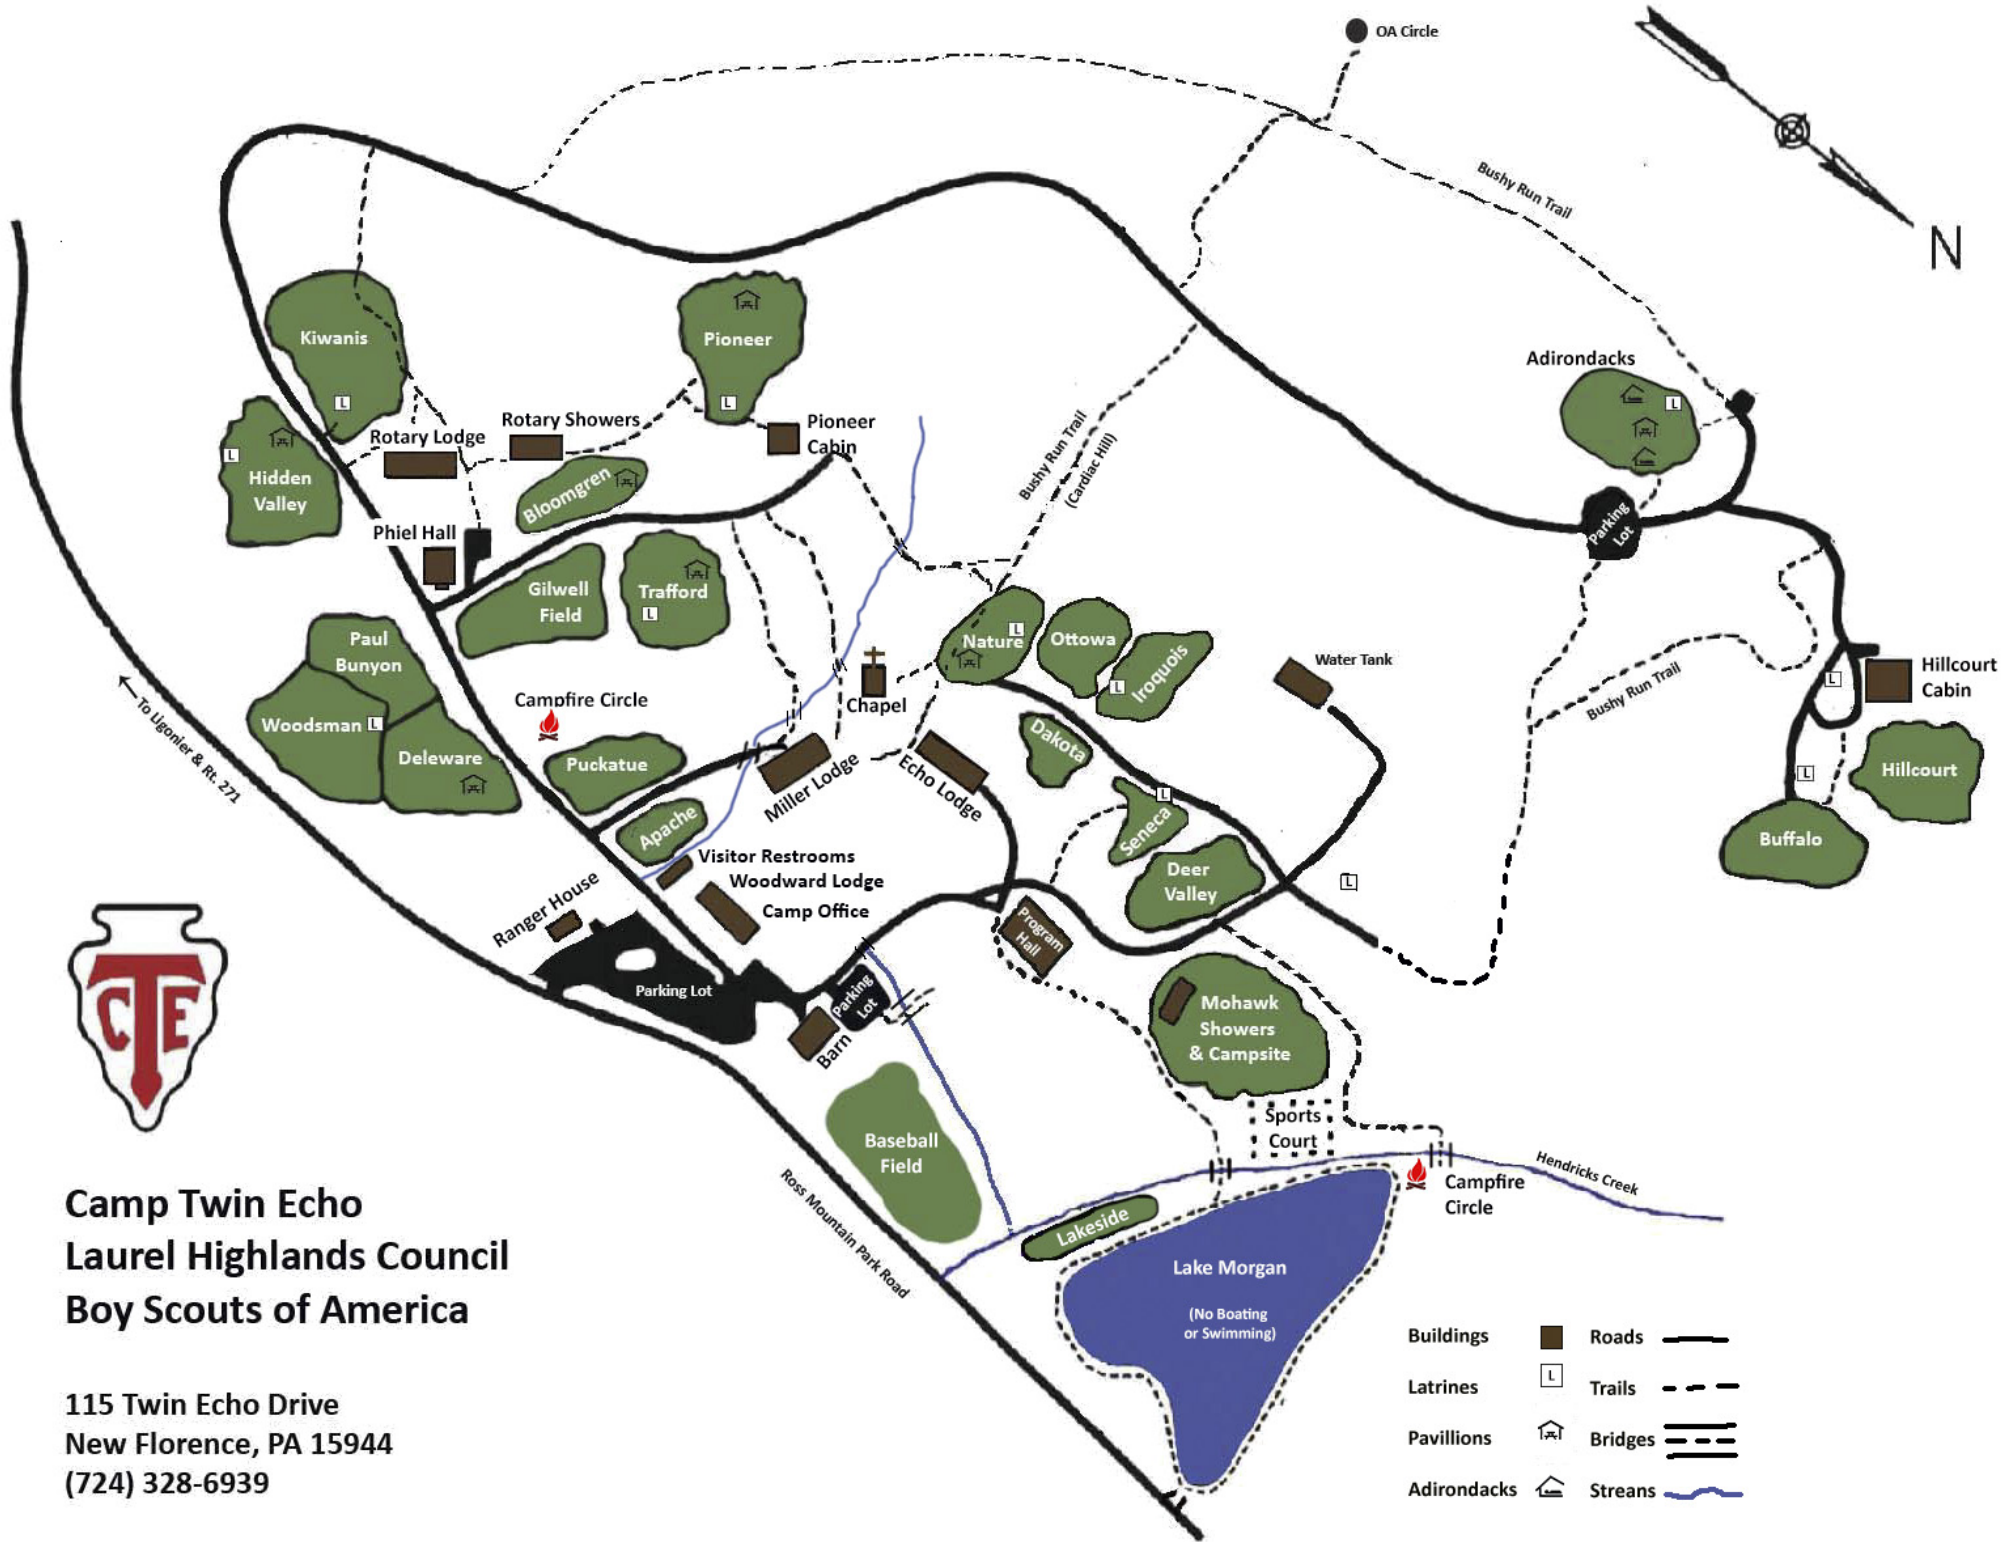 OA Circle
Bushy Run Trail
N
Kiwanis
L
Pioneer
L
Adirondacks
L
Rotary Lodge
Rotary Showers
Pioneer
Cabin
Hidden
Valley
L
Bloomgren
Bushy Run Trail
(Cardiac Hill)
Parking
Lot
Phiel Hall
Gilwell
Field
Trafford
L
Nature
L
Ottowa
Iroquois
L
Water Tank
Bushy Run Trail
Hillcourt
Cabin
L
Paul
Bunyon
Woodsman
L
Deleware
Campfire Circle
Puckatue
Chapel
Dakota
Miller Lodge
Echo Lodge
Hillcourt
L
Buffalo
To Ligonier & Rt. 271
Apache
Seneca
L
Deer
Valley
L
Visitor Restrooms
Woodward Lodge
Camp Office
Ranger House
Program
Hall
Parking Lot
Parking
Lot
Barn
Mohawk
Showers
& Campsite
CTE
Sports
Court
Baseball
Field
Hendricks Creek
Campfire
Circle
Ross Mountain Park Road
Lakeside
Lake Morgan
(No Boating
or Swimming)
Camp Twin Echo
Laurel Highlands Council
Boy Scouts of America
115 Twin Echo Drive
New Florence, PA 15944
(724) 328-6939
Buildings
Roads
Latrines
L
Trails
Pavillions
Bridges
Adirondacks
Streans